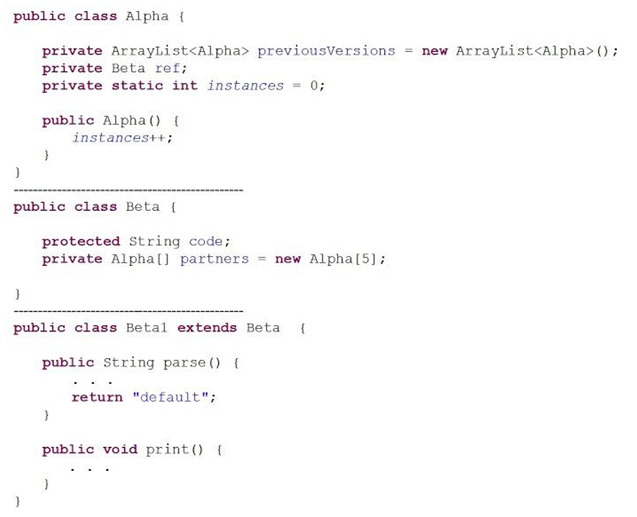 public class Alpha {
private ArrayList<Alpha> previousVersions = new ArrayList<Alpha>();
private Beta ref;
private static int instances = 0;
public Alpha() {
instances++;
}
}
----------------------------------------------
public class Beta {
protected String code;
private Alpha[] partners = new Alpha[5];
}
----------------------------------------------
public class Beta1 extends Beta {
public String parse() {
. . .
return "default";
}
public void print() {
. . .
}
}